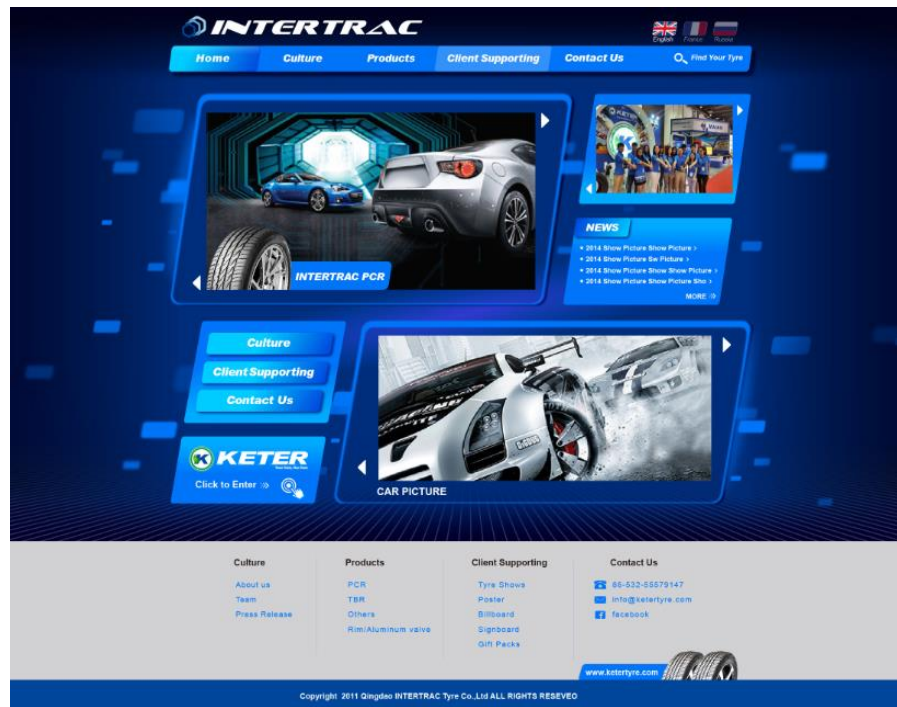 INTERTRAC
English France Russia
Home Culture Products Client Supporting Contact Us Find Your Tyre
KETER
INTERTRAC PCR
NEWS
2014 Show Picture Show Picture >
2014 Show Picture Sw Picture >
2014 Show Picture Show Show Picture >
2014 Show Picture Show Picture Sho >
MORE
Culture
Client Supporting
Contact Us
KETER
Click to Enter
CAR PICTURE
Culture Products Client Supporting Contact Us
About us PCR Tyre Shows 86-532-55579147
Team TBR Poster info@ketertyre.com
Press Release Others Billboard facebook
Rim/Aluminum valve Signboard
Gift Packs
www.ketertyre.com
Copyright 2011 Qingdao INTERTRAC Tyre Co.,Ltd ALL RIGHTS RESEVEO